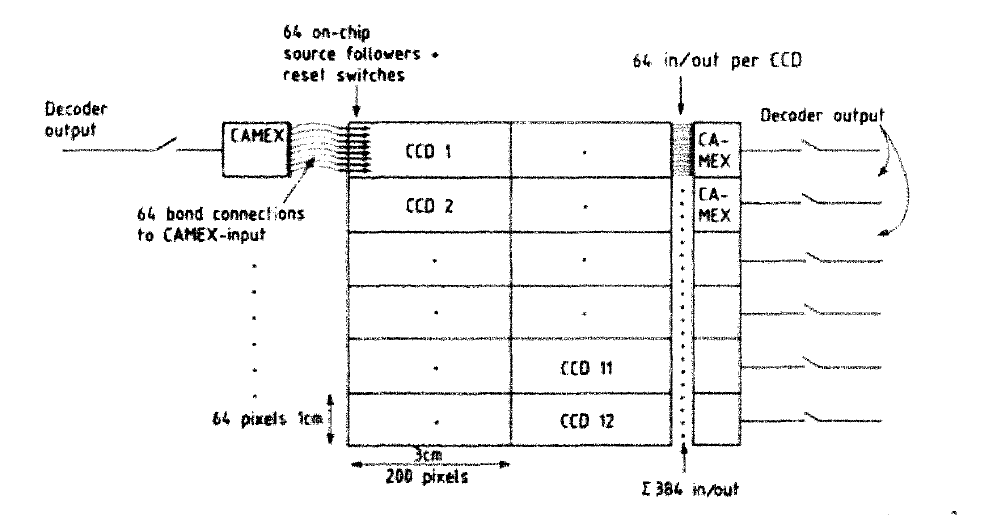 64 on-chip
source followers +
reset switches
64 in/out per CCD
Decoder
output
Decoder output
CAMEX
CCD 1
CA-
MEX
CCD 2
CA-
MEX
64 bond connections
to CAMEX-input
CCD 11
64 pixels 1cm
CCD 12
3cm
200 pixels
Σ 384 in/out